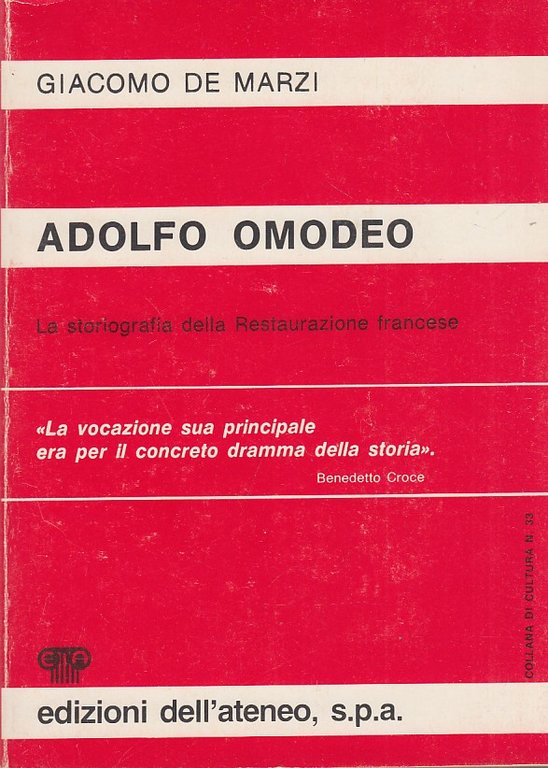 GIACOMO DE MARZI
ADOLFO OMODEO
La storiografia della Restaurazione francese
«La vocazione sua principale
era per il concreto dramma della storia».
Benedetto Croce
COLLANA DI CULTURA N. 33
ETA
edizioni dell'ateneo, s.p.a.